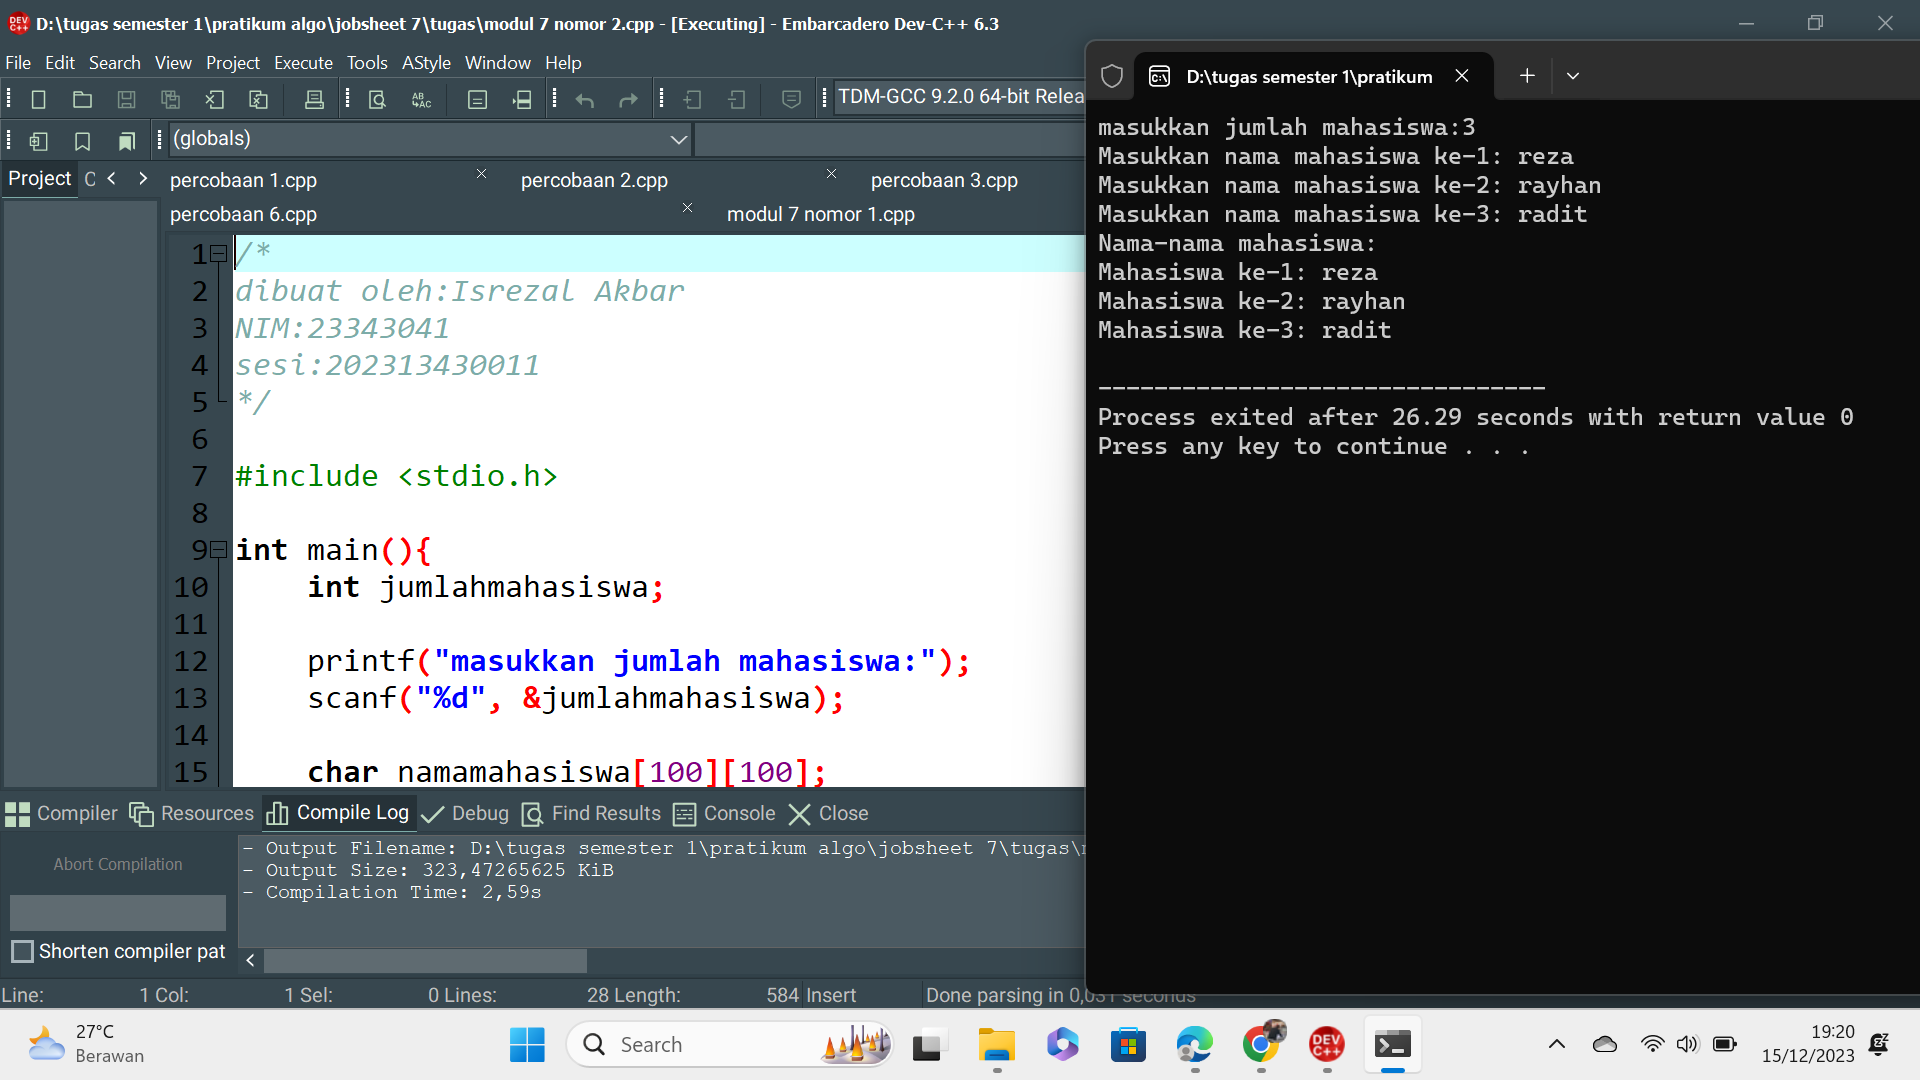 D:\tugas semester 1\pratikum algo\jobsheet 7\tugas\modul 7 nomor 2.cpp - [Executing] - Embarcadero Dev-C++ 6.3
File Edit Search View Project Execute Tools AStyle Window Help
TDM-GCC 9.2.0 64-bit Relea
(globals)
Project
percobaan 1.cpp
percobaan 2.cpp
percobaan 3.cpp
percobaan 6.cpp
modul 7 nomor 1.cpp
1 /*
2 dibuat oleh:Isrezal Akbar
3 NIM:23343041
4 sesi:202313430011
5 */
6
7 #include <stdio.h>
8
9 int main(){
10 int jumlahmahasiswa;
11
12 printf("masukkan jumlah mahasiswa:");
13 scanf("%d", &jumlahmahasiswa);
14
15 char namamahasiswa[100][100];
Compiler Resources Compile Log Debug Find Results Console Close
Abort Compilation
Shorten compiler pat
- Output Filename: D:\tugas semester 1\pratikum algo\jobsheet 7\tugas\
- Output Size: 323,47265625 KiB
- Compilation Time: 2,59s
Line: 1 Col: 1 Sel: 0 Lines: 28 Length: 584 Insert Done parsing in 0,031 seconds
D:\tugas semester 1\pratikum
masukkan jumlah mahasiswa:3
Masukkan nama mahasiswa ke-1: reza
Masukkan nama mahasiswa ke-2: rayhan
Masukkan nama mahasiswa ke-3: radit
Nama-nama mahasiswa:
Mahasiswa ke-1: reza
Mahasiswa ke-2: rayhan
Mahasiswa ke-3: radit
--------------------------------
Process exited after 26.29 seconds with return value 0
Press any key to continue . . .
27°C
Berawan
Search
DEV C++
19:20
15/12/2023